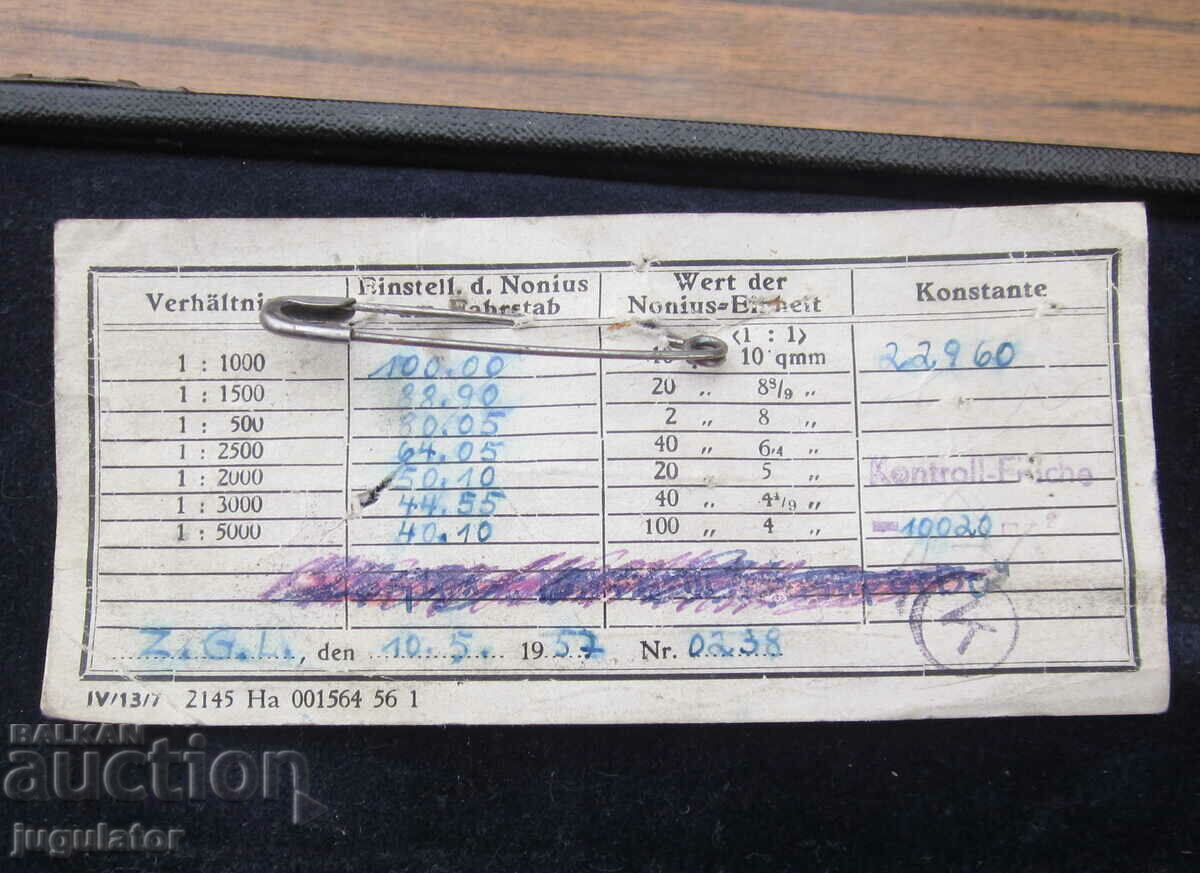 Verhältni Einstell. d. Nonius Wert der Konstante
Fahrstab Nonius=Einheit
<1 : 1>
1 : 1000 100.00 10 qmm 22960
1 : 1500 88.90 20 „ 8⁸/₉ „
1 : 500 80.05 2 „ 8 „
1 : 2500 64.05 40 „ 6,4 „
1 : 2000 50.10 20 „ 5 „ Kontroll-Fläche
1 : 3000 44.55 40 „ 4⁴/₉ „
1 : 5000 40.10 100 „ 4 „ 10020
Z. G. L. , den 10. 5. 1957 Nr. 0238
IV/13/7 2145 Ha 001564 56 1
BALKAN
auction
jugulator